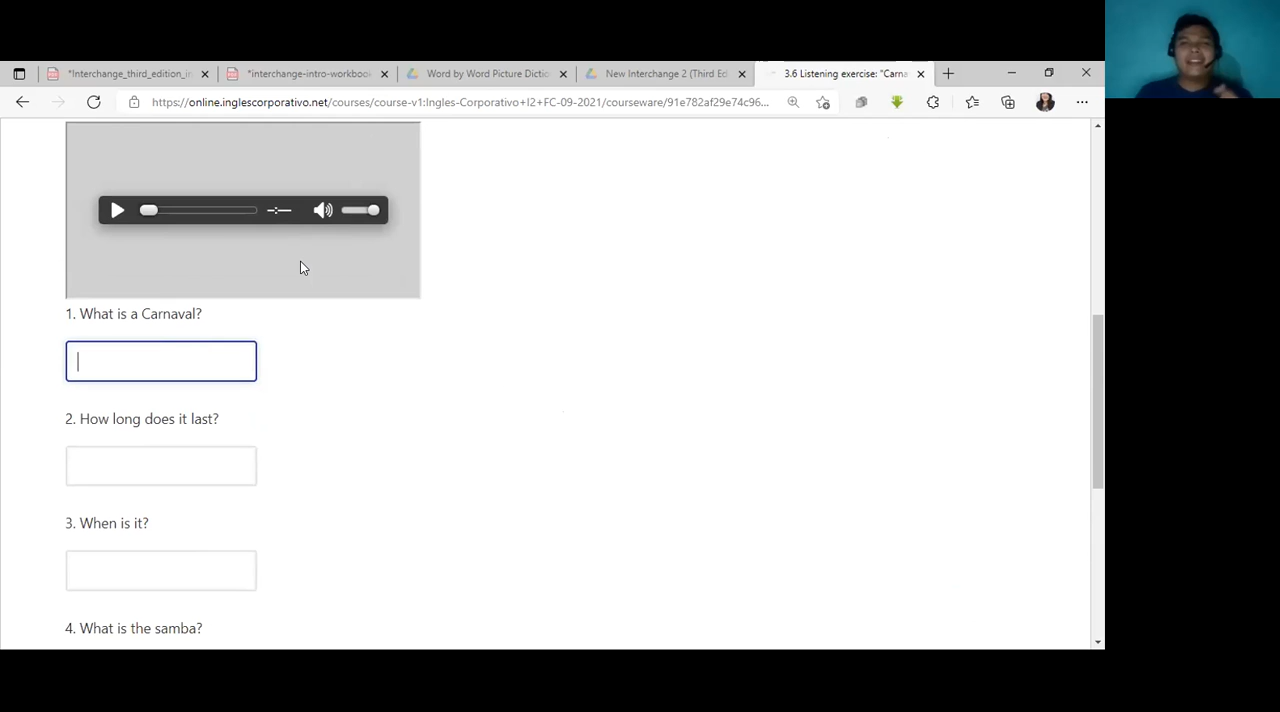 *Interchange_third_edition_in
*interchange-intro-workbook
Word by Word Picture Dictio
New Interchange 2 (Third Ed
3.6 Listening exercise: "Carna
https://online.inglescorporativo.net/courses/course-v1:Ingles-Corporativo+I2+FC-09-2021/courseware/91e782af29e74c96...
1. What is a Carnaval?
2. How long does it last?
3. When is it?
4. What is the samba?